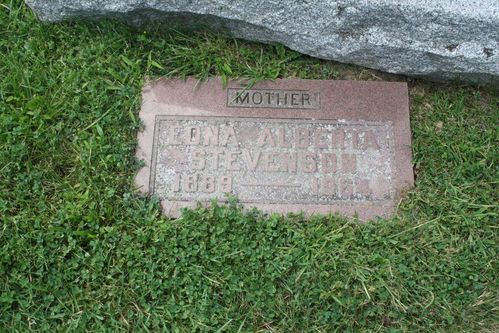 MOTHER
EDNA ALBERTA
STEVENSON
1889